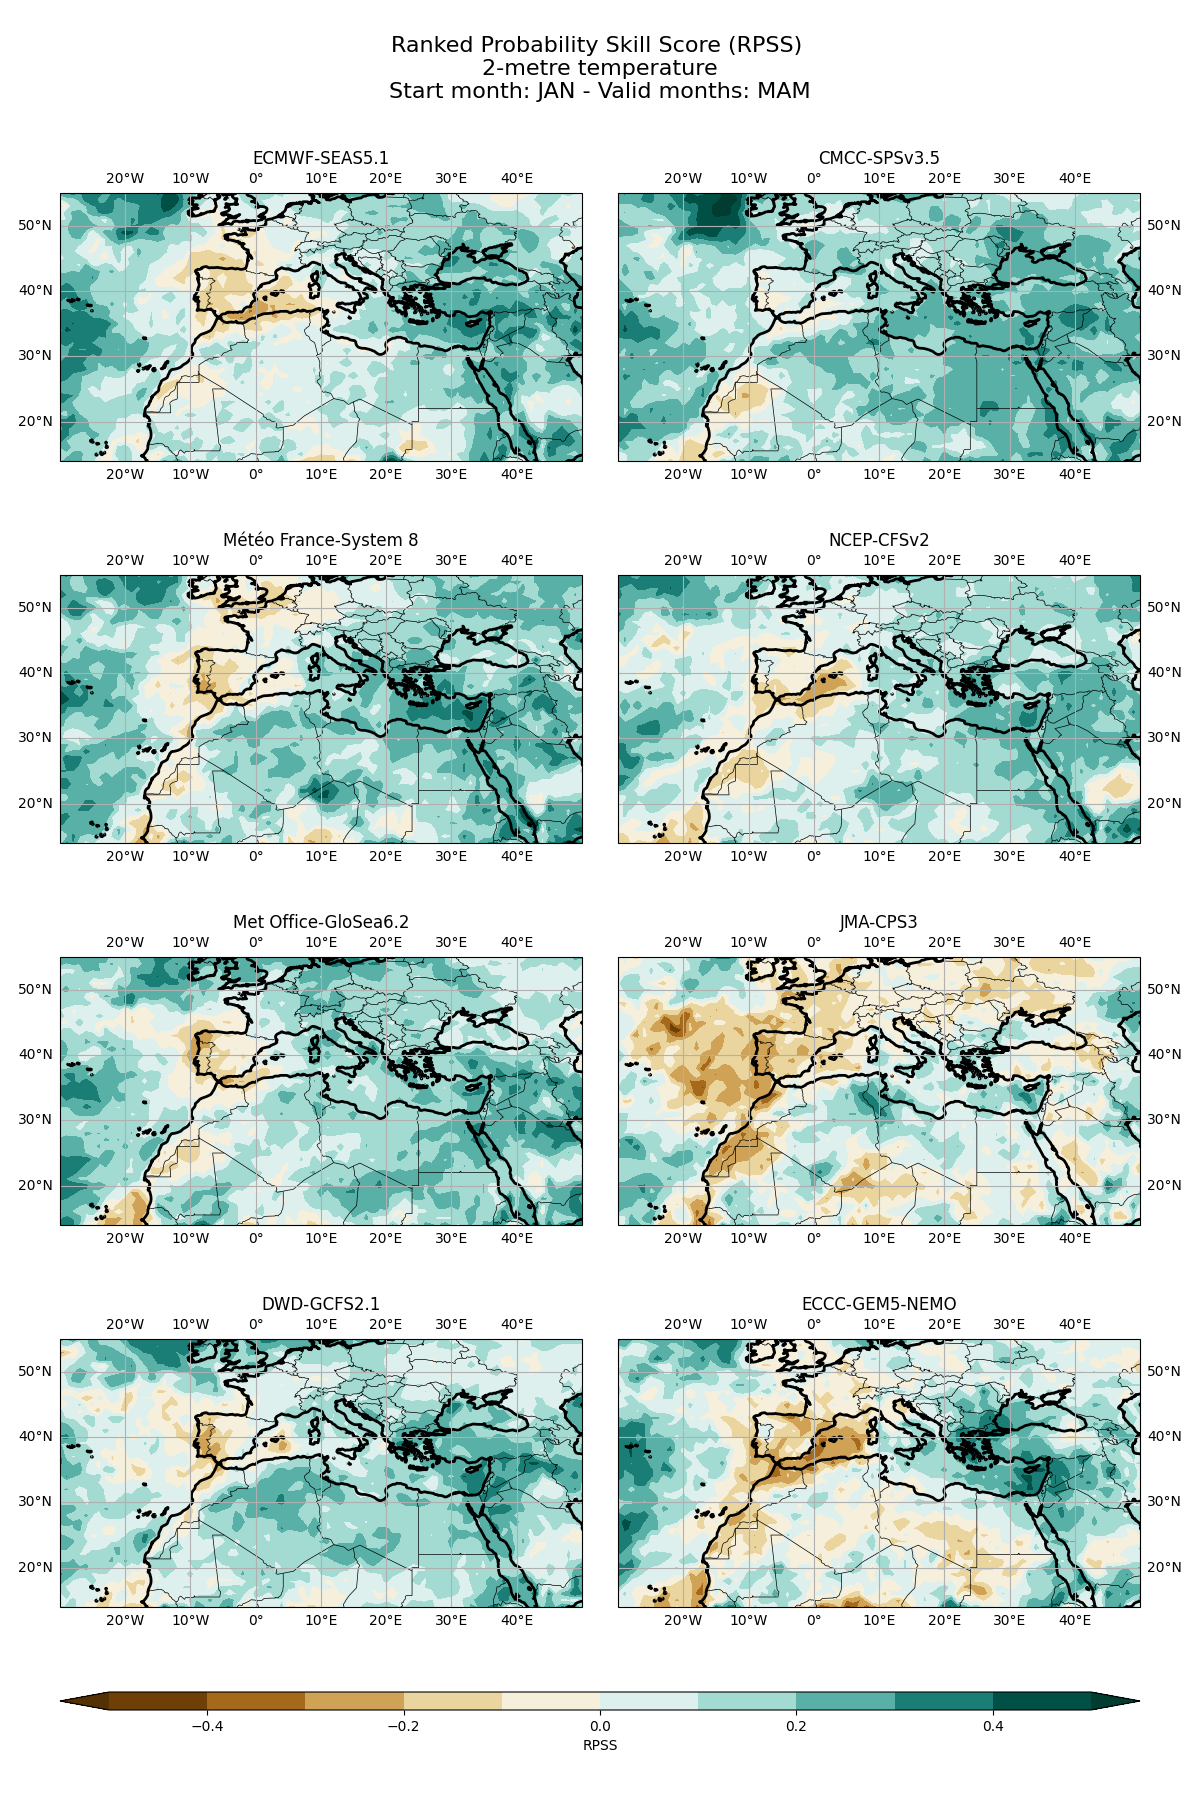 Ranked Probability Skill Score (RPSS)
2-metre temperature
Start month: JAN - Valid months: MAM
ECMWF-SEAS5.1
20°W 10°W 0° 10°E 20°E 30°E 40°E
50°N
40°N
30°N
20°N
20°W 10°W 0° 10°E 20°E 30°E 40°E
CMCC-SPSv3.5
20°W 10°W 0° 10°E 20°E 30°E 40°E
50°N
40°N
30°N
20°N
20°W 10°W 0° 10°E 20°E 30°E 40°E
Météo France-System 8
20°W 10°W 0° 10°E 20°E 30°E 40°E
50°N
40°N
30°N
20°N
20°W 10°W 0° 10°E 20°E 30°E 40°E
NCEP-CFSv2
20°W 10°W 0° 10°E 20°E 30°E 40°E
50°N
40°N
30°N
20°N
20°W 10°W 0° 10°E 20°E 30°E 40°E
Met Office-GloSea6.2
20°W 10°W 0° 10°E 20°E 30°E 40°E
50°N
40°N
30°N
20°N
20°W 10°W 0° 10°E 20°E 30°E 40°E
JMA-CPS3
20°W 10°W 0° 10°E 20°E 30°E 40°E
50°N
40°N
30°N
20°N
20°W 10°W 0° 10°E 20°E 30°E 40°E
DWD-GCFS2.1
20°W 10°W 0° 10°E 20°E 30°E 40°E
50°N
40°N
30°N
20°N
20°W 10°W 0° 10°E 20°E 30°E 40°E
ECCC-GEM5-NEMO
20°W 10°W 0° 10°E 20°E 30°E 40°E
50°N
40°N
30°N
20°N
20°W 10°W 0° 10°E 20°E 30°E 40°E
−0.4 −0.2 0.0 0.2 0.4
RPSS